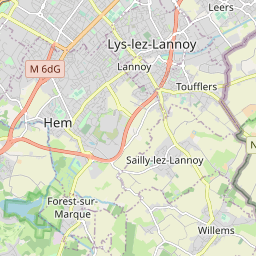 Leers
Lys-lez-Lannoy
Lannoy
M 6dG
Toufflers
Hem
Sailly-lez-Lannoy
Forest-sur-
Marque
Willems
N